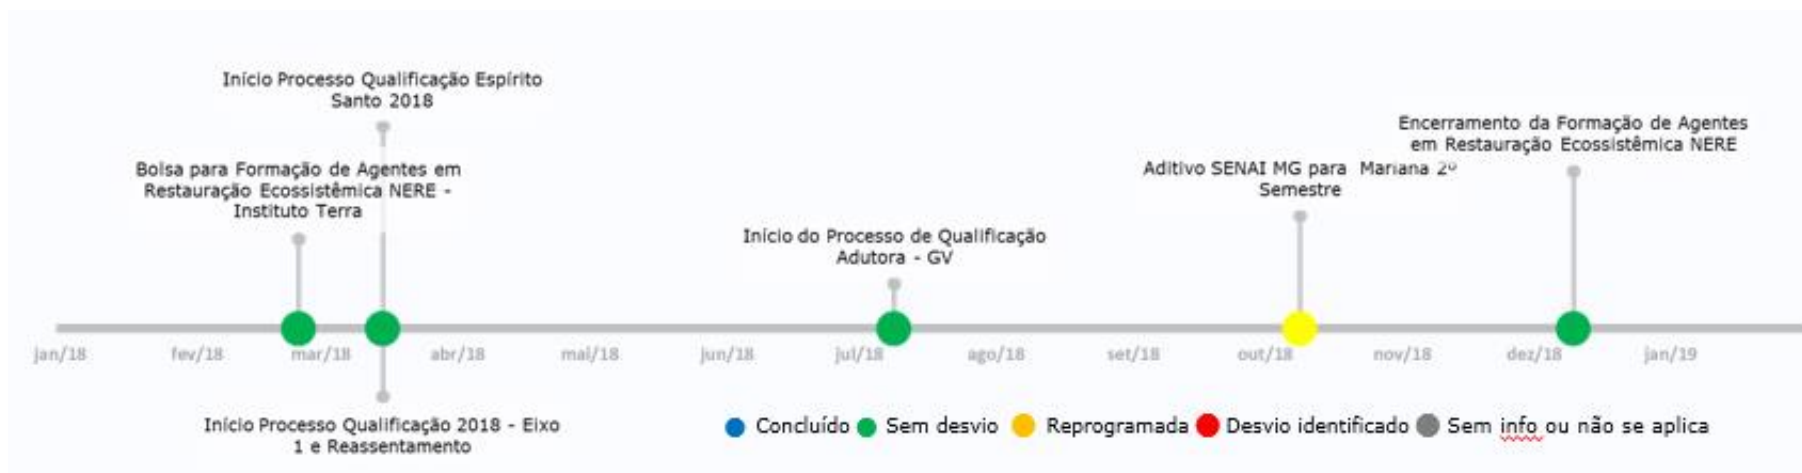 Início Processo Qualificação Espírito
Santo 2018
Bolsa para Formação de Agentes em
Restauração Ecossistêmica NERE -
Instituto Terra
Início do Processo de Qualificação
Adutora - GV
Aditivo SENAI MG para Mariana 2º
Semestre
Encerramento da Formação de Agentes
em Restauração Ecossistêmica NERE
jan/18 fev/18 mar/18 abr/18 mai/18 jun/18 jul/18 ago/18 set/18 out/18 nov/18 dez/18 jan/19
Início Processo Qualificação 2018 - Eixo
1 e Reassentamento
Concluído Sem desvio Reprogramada Desvio identificado Sem info ou não se aplica